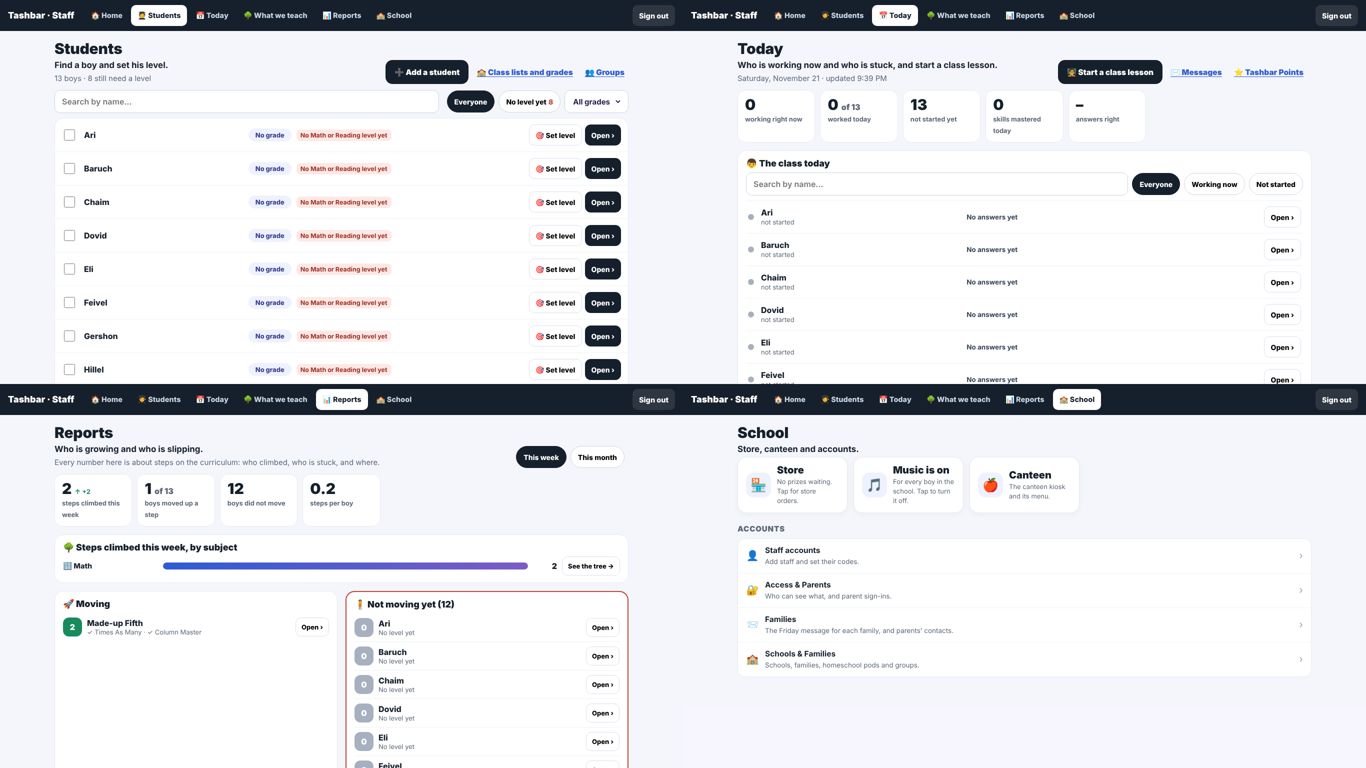 Tashbar · Staff
Home
Students
Today
What we teach
Reports
School
Sign out
Students
Find a boy and set his level.
13 boys · 8 still need a level
Add a student
Class lists and grades
Groups
Search by name...
Everyone
No level yet 8
All grades
Ari No grade No Math or Reading level yet Set level Open ›
Baruch No grade No Math or Reading level yet Set level Open ›
Chaim No grade No Math or Reading level yet Set level Open ›
Dovid No grade No Math or Reading level yet Set level Open ›
Eli No grade No Math or Reading level yet Set level Open ›
Feivel No grade No Math or Reading level yet Set level Open ›
Gershon No grade No Math or Reading level yet Set level Open ›
Hillel No grade No Math or Reading level yet Set level Open ›
Tashbar · Staff
Home
Students
Today
What we teach
Reports
School
Sign out
Today
Who is working now and who is stuck, and start a class lesson.
Saturday, November 21 · updated 9:39 PM
Start a class lesson
Messages
Tashbar Points
0
working right now
0 of 13
worked today
13
not started yet
0
skills mastered
today
–
answers right
The class today
Search by name...
Everyone
Working now
Not started
Ari
not started
No answers yet
Open ›
Baruch
not started
No answers yet
Open ›
Chaim
not started
No answers yet
Open ›
Dovid
not started
No answers yet
Open ›
Eli
not started
No answers yet
Open ›
Feivel
not started
No answers yet
Open ›
Tashbar · Staff
Home
Students
Today
What we teach
Reports
School
Sign out
Reports
Who is growing and who is slipping.
Every number here is about steps on the curriculum: who climbed, who is stuck, and where.
This week
This month
2 ↑ +2
steps climbed this
week
1 of 13
boys moved up a
step
12
boys did not move
0.2
steps per boy
Steps climbed this week, by subject
Math
2
See the tree →
Moving
2
Made-up Fifth
✓ Times As Many · ✓ Column Master
Open ›
Not moving yet (12)
0
Ari
No level yet
Open ›
0
Baruch
No level yet
Open ›
0
Chaim
No level yet
Open ›
0
Dovid
No level yet
Open ›
0
Eli
No level yet
Open ›
Feivel
Tashbar · Staff
Home
Students
Today
What we teach
Reports
School
Sign out
School
Store, canteen and accounts.
Store
No prizes waiting.
Tap for store
orders.
Music is on
For every boy in the
school. Tap to turn
it off.
Canteen
The canteen kiosk
and its menu.
ACCOUNTS
Staff accounts
Add staff and set their codes.
Access & Parents
Who can see what, and parent sign-ins.
Families
The Friday message for each family, and parents' contacts.
Schools & Families
Schools, families, homeschool pods and groups.